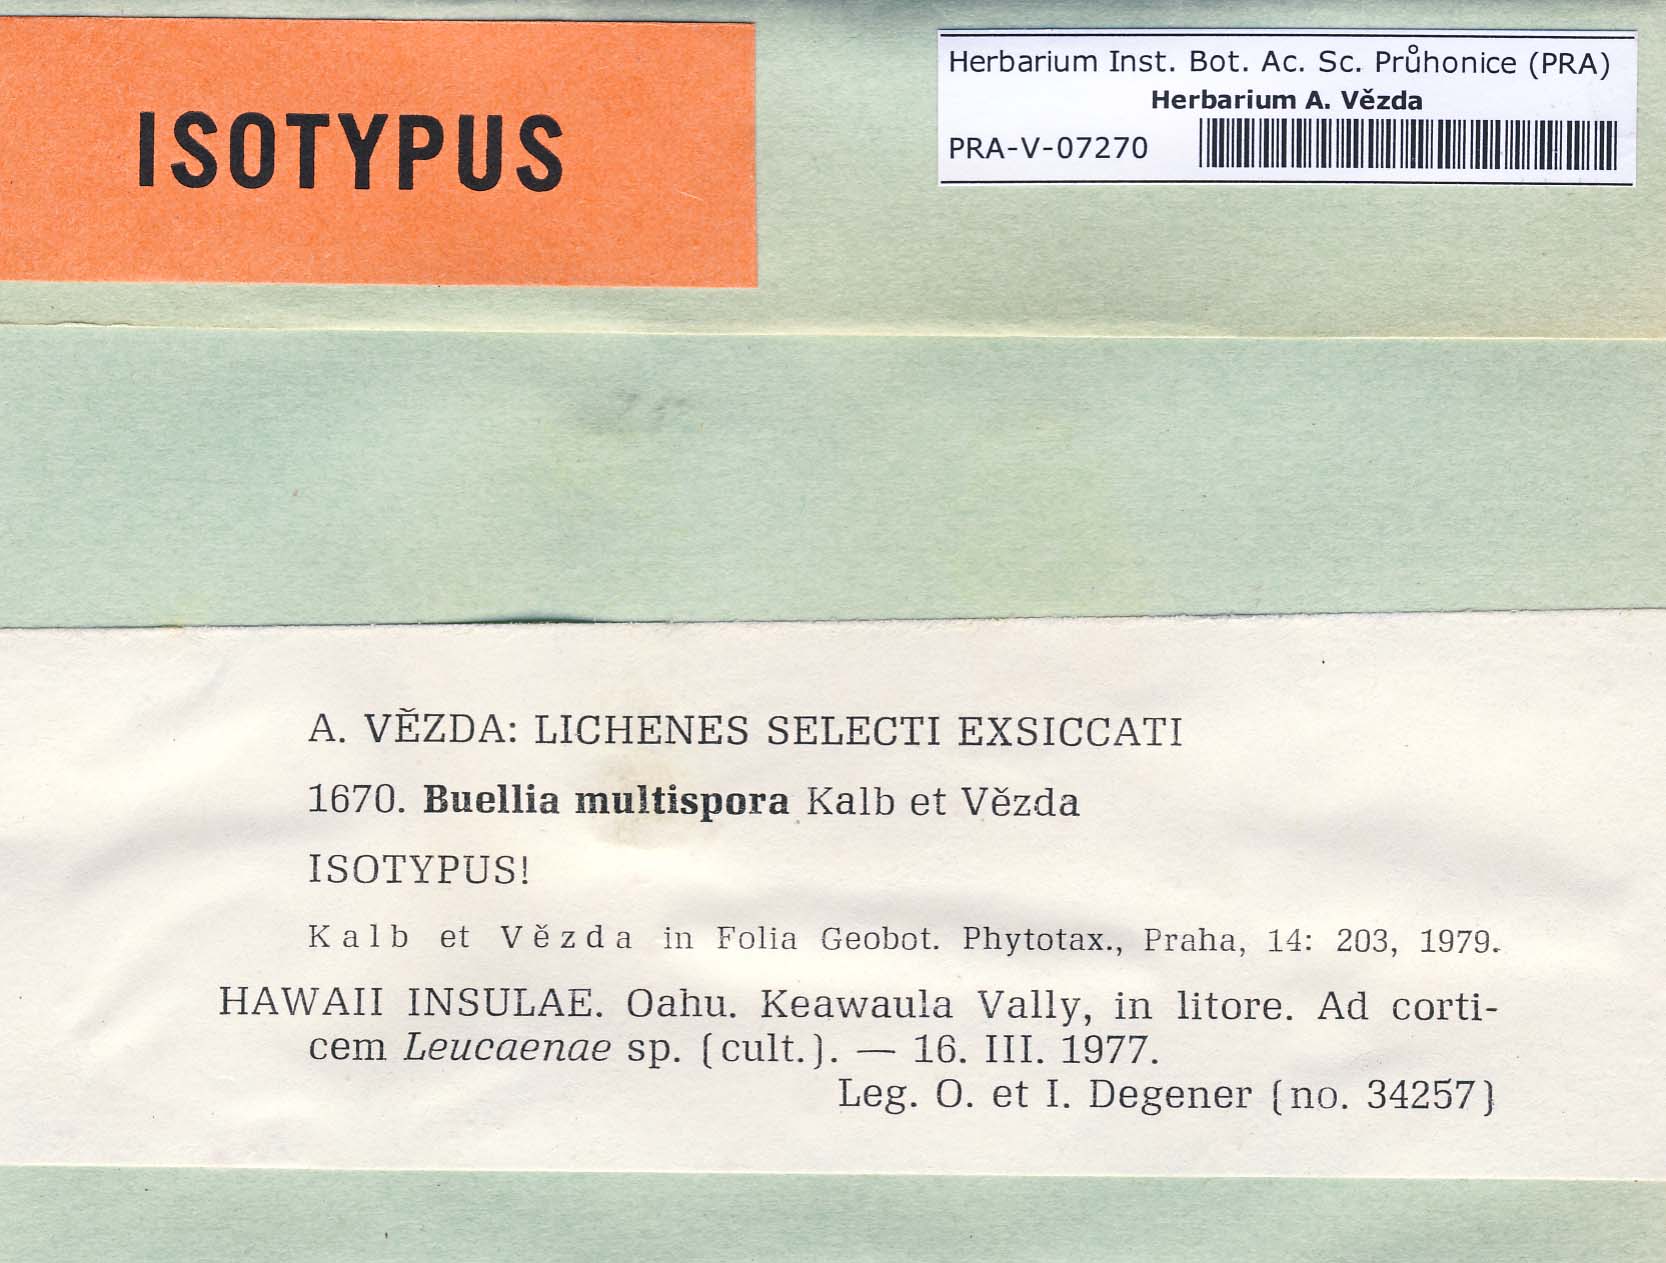 ISOTYPUS
Herbarium Inst. Bot. Ac. Sc. Průhonice (PRA)
Herbarium A. Vězda
PRA-V-07270
A. VĚZDA: LICHENES SELECTI EXSICCATI
1670. Buellia multispora Kalb et Vězda
ISOTYPUS!
Kalb et Vězda in Folia Geobot. Phytotax., Praha, 14: 203, 1979.
HAWAII INSULAE. Oahu. Keawaula Vally, in litore. Ad corti-
cem Leucaenae sp. (cult.). — 16. III. 1977.
Leg. O. et I. Degener (no. 34257)